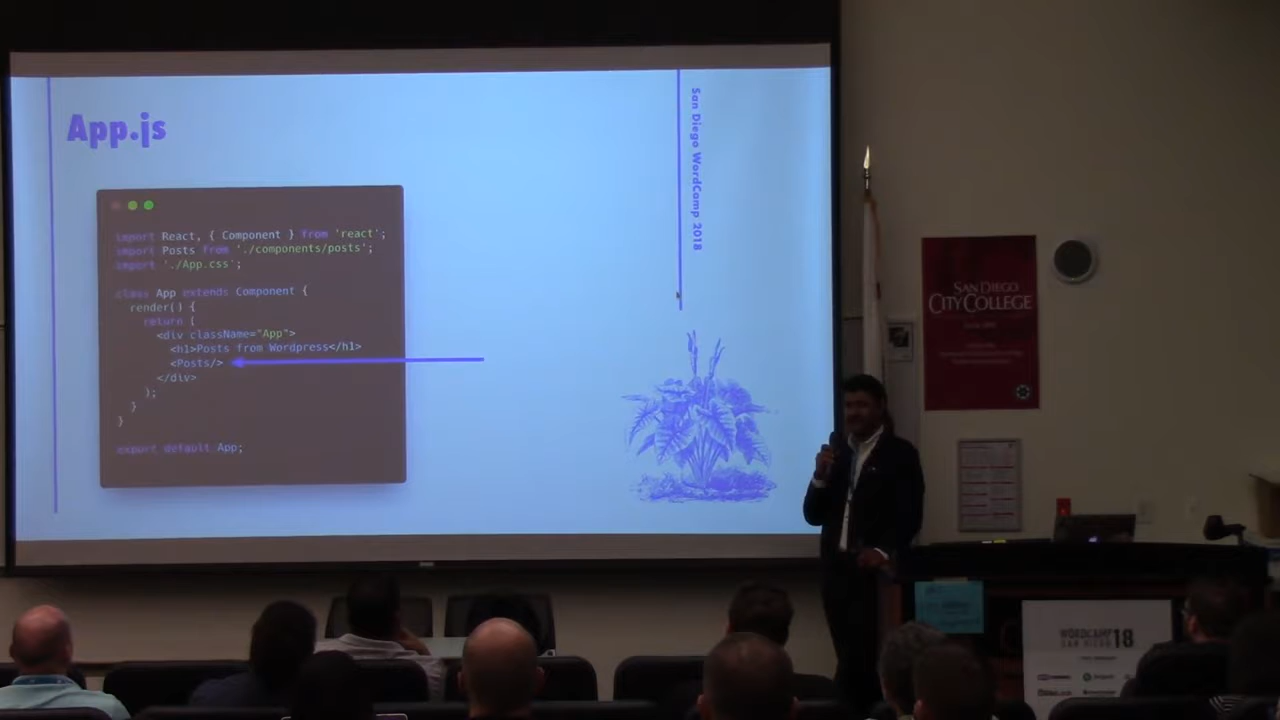 App.js
San Diego WordCamp 2018
import React, { Component } from 'react';
import Posts from './components/posts';
import './App.css';
class App extends Component {
render() {
return (
<div className="App">
<h1>Posts from Wordpress</h1>
<Posts/>
</div>
);
}
}
export default App;
SAN DIEGO
CITY COLLEGE
WORDCAMP
SAN DIEGO
18